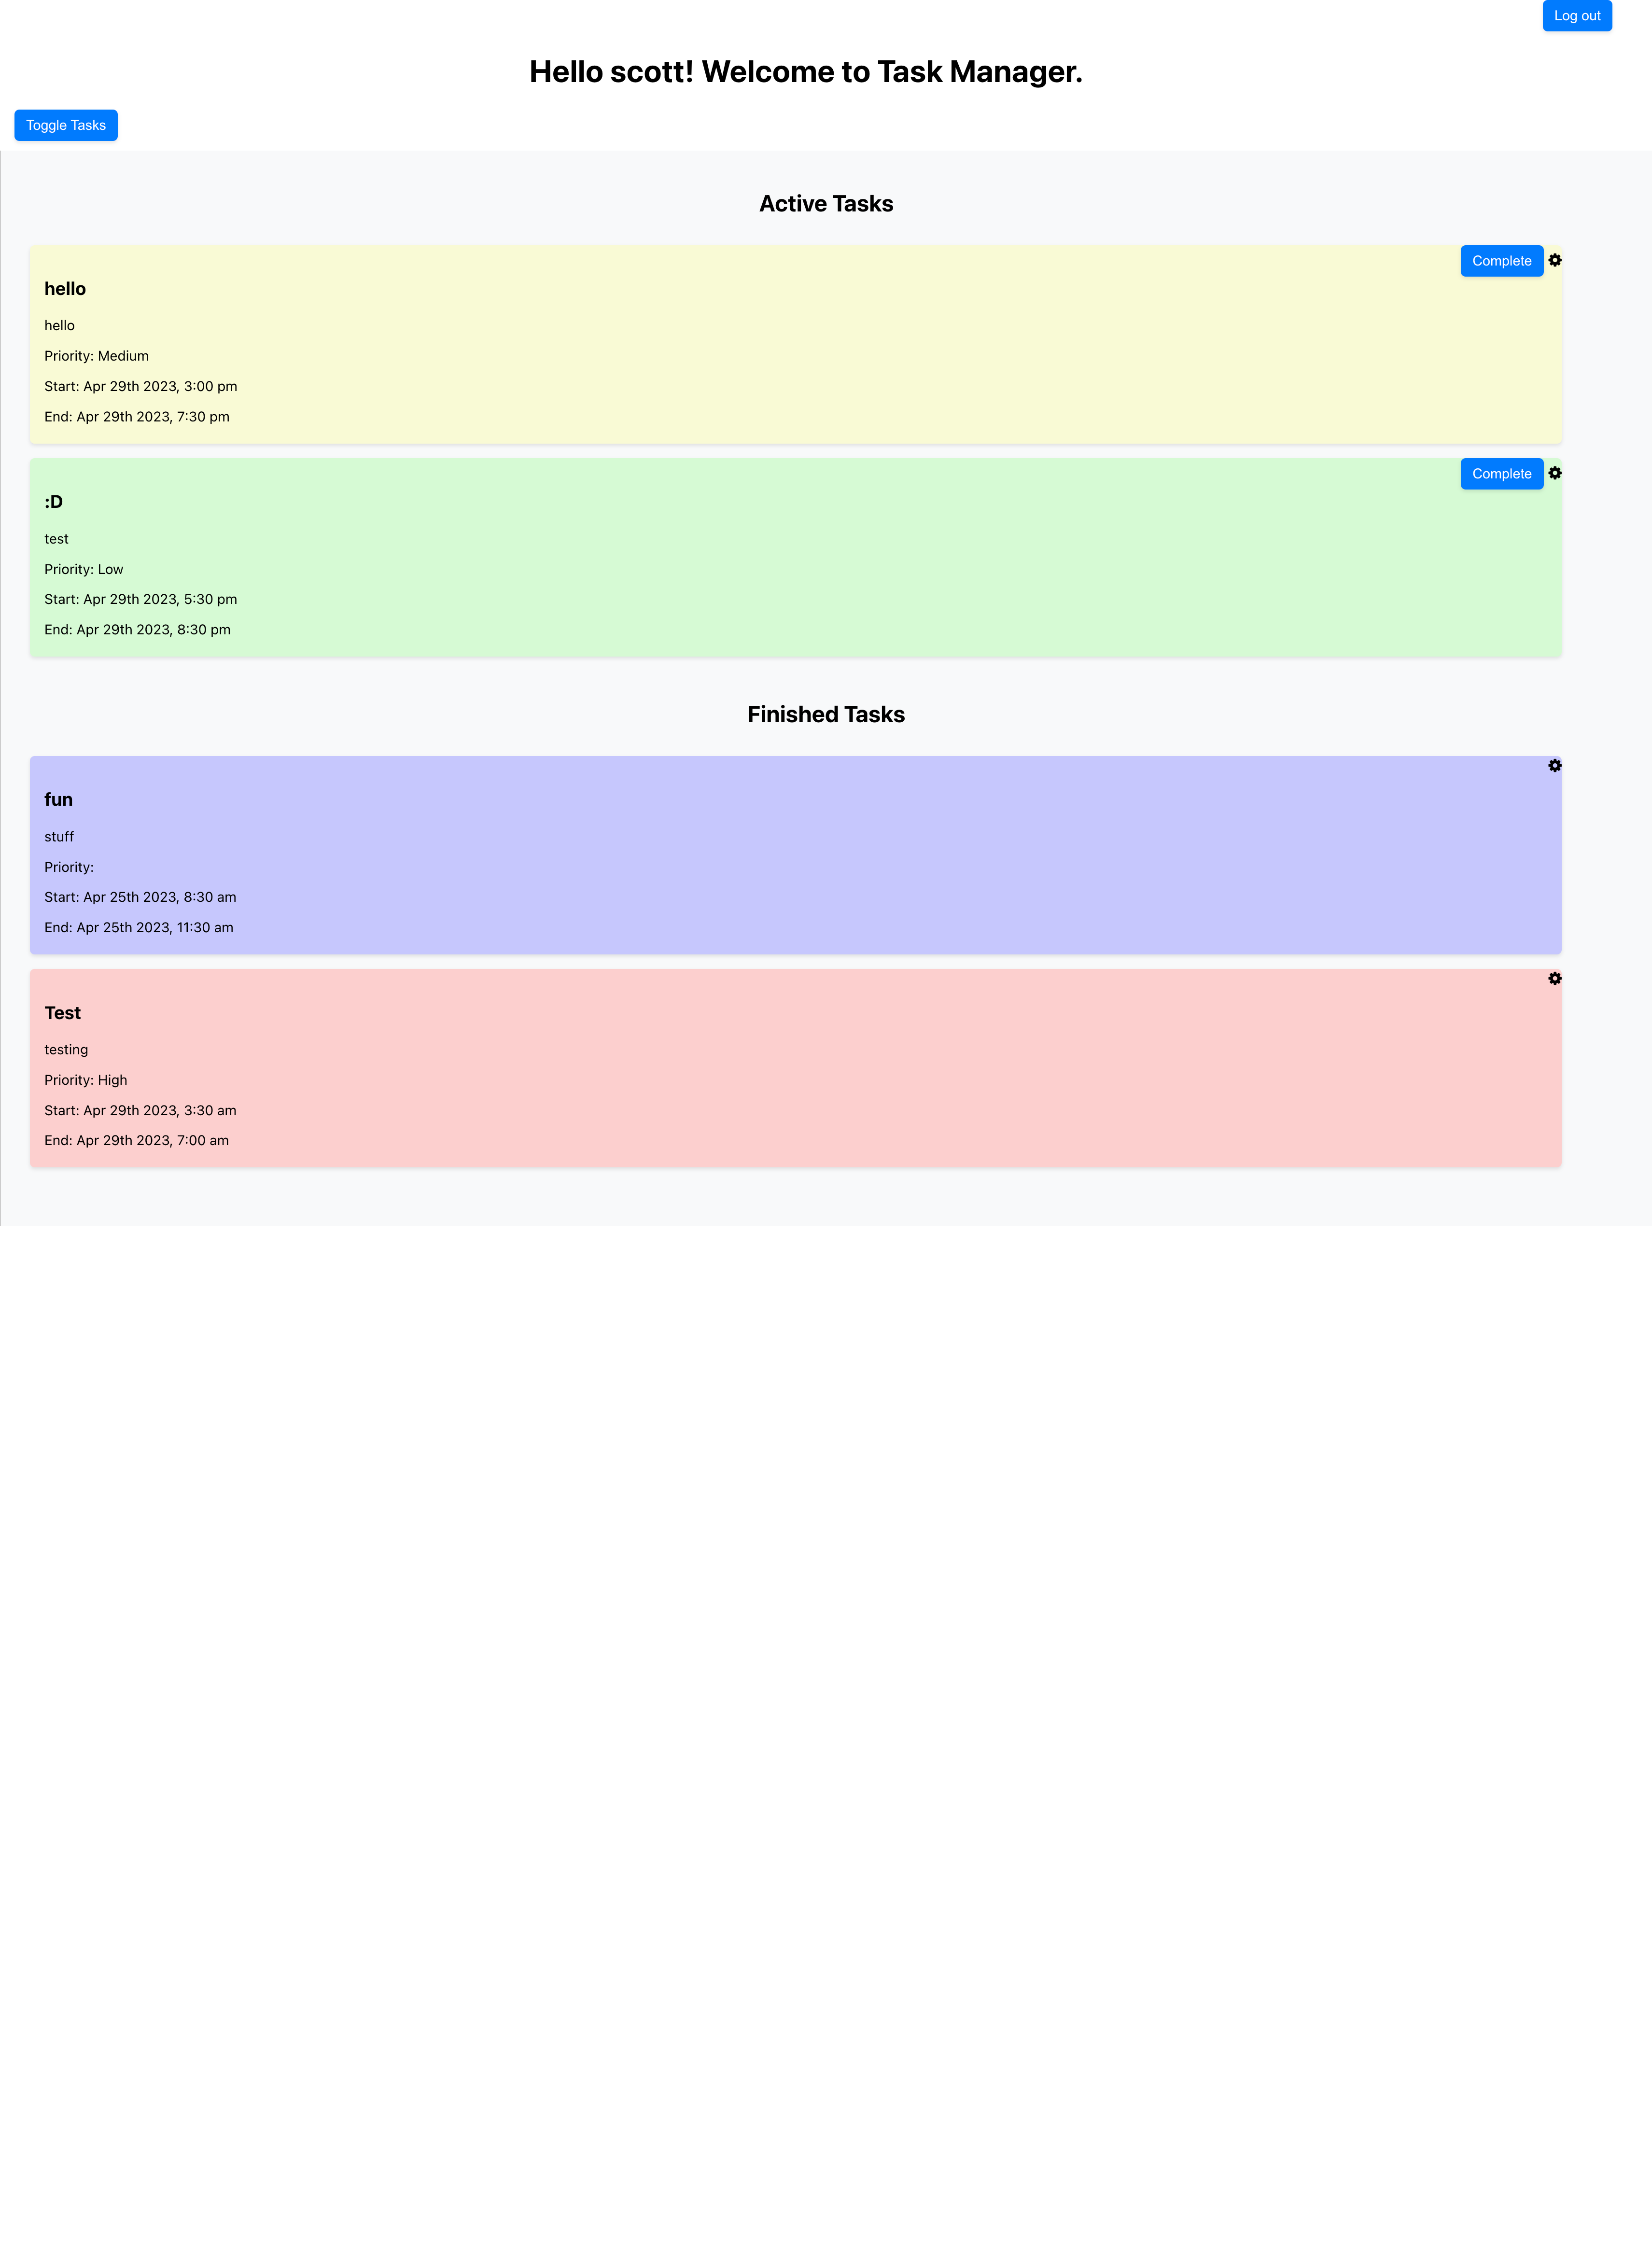 Log out
Hello scott! Welcome to Task Manager.
Toggle Tasks
Active Tasks
Complete
hello
hello
Priority: Medium
Start: Apr 29th 2023, 3:00 pm
End: Apr 29th 2023, 7:30 pm
Complete
:D
test
Priority: Low
Start: Apr 29th 2023, 5:30 pm
End: Apr 29th 2023, 8:30 pm
Finished Tasks
fun
stuff
Priority:
Start: Apr 25th 2023, 8:30 am
End: Apr 25th 2023, 11:30 am
Test
testing
Priority: High
Start: Apr 29th 2023, 3:30 am
End: Apr 29th 2023, 7:00 am